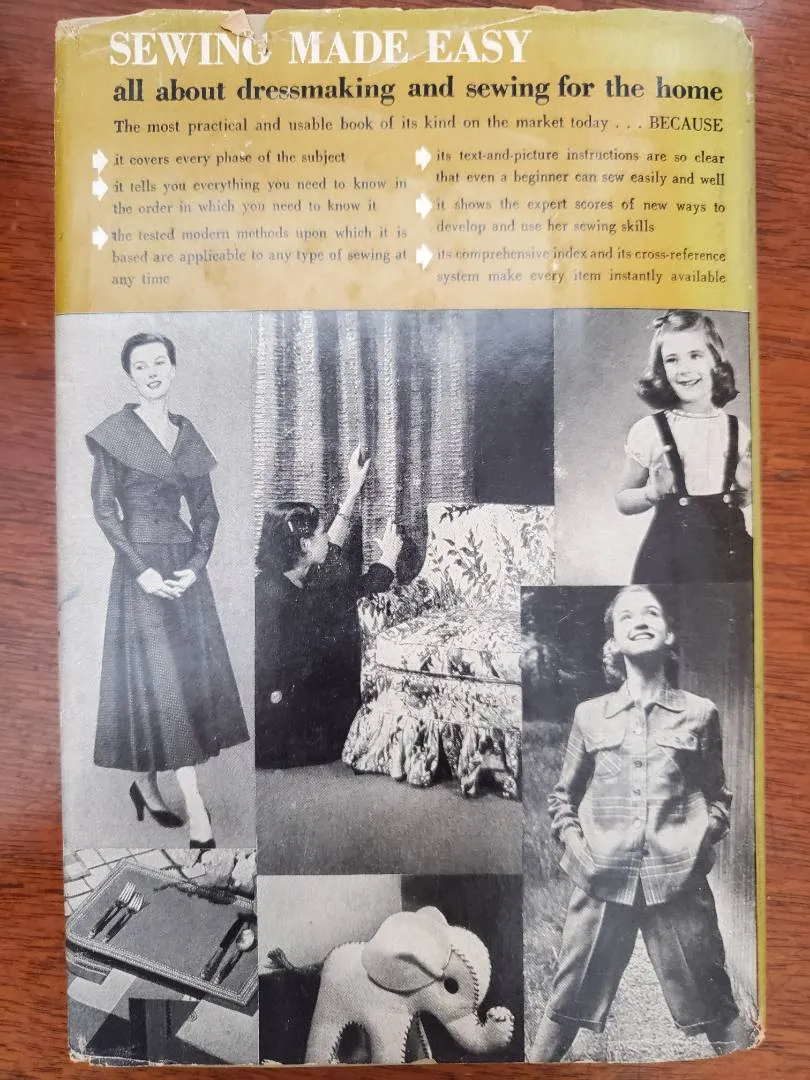 SEWING MADE EASY
all about dressmaking and sewing for the home
The most practical and usable book of its kind on the market today . . . BECAUSE
it covers every phase of the subject
it tells you everything you need to know in
the order in which you need to know it
the tested modern methods upon which it is
based are applicable to any type of sewing at
any time
its text-and-picture instructions are so clear
that even a beginner can sew easily and well
it shows the expert scores of new ways to
develop and use her sewing skills
its comprehensive index and its cross-reference
system make every item instantly available